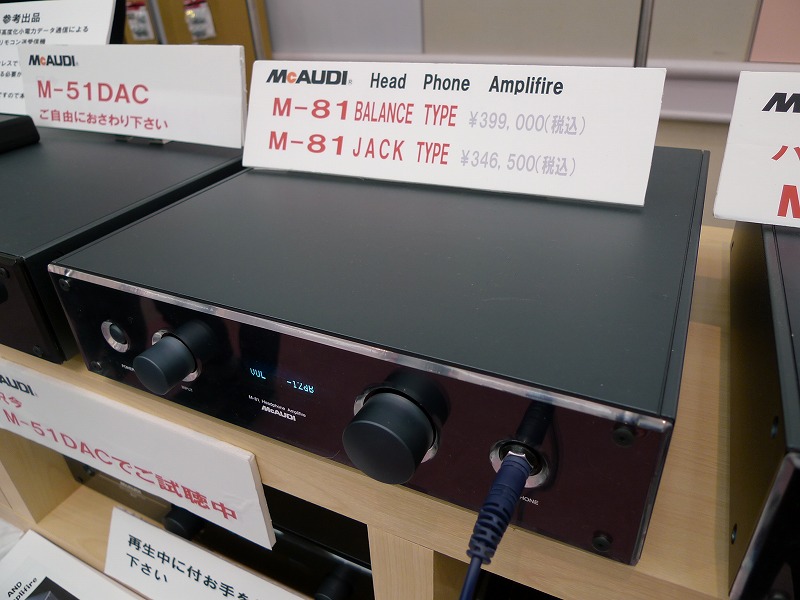 参考出品
McAUDI®
M-51DAC
ご自由におさわり下さい
McAUDI® Head Phone Amplifire
M-81 BALANCE TYPE ¥399,000(税込)
M-81 JACK TYPE ¥346,500(税込)
M
VOL -12dB
M-81 Headphone Amplifire
McAUDI
M-51DACでご試聴中
再生中に付お手を
下さい
AND